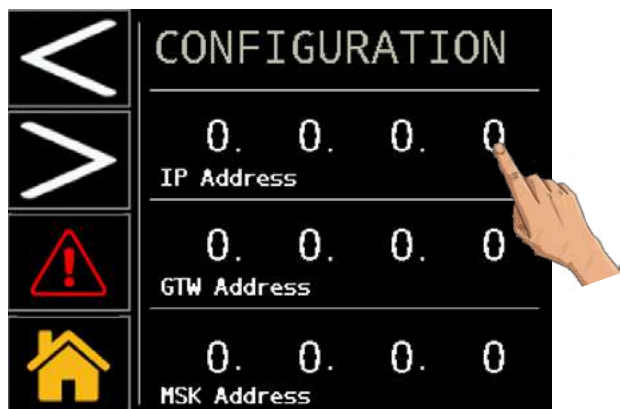 CONFIGURATION
0. 0. 0. 0
IP Address
0. 0. 0. 0
GTW Address
0. 0. 0. 0
MSK Address